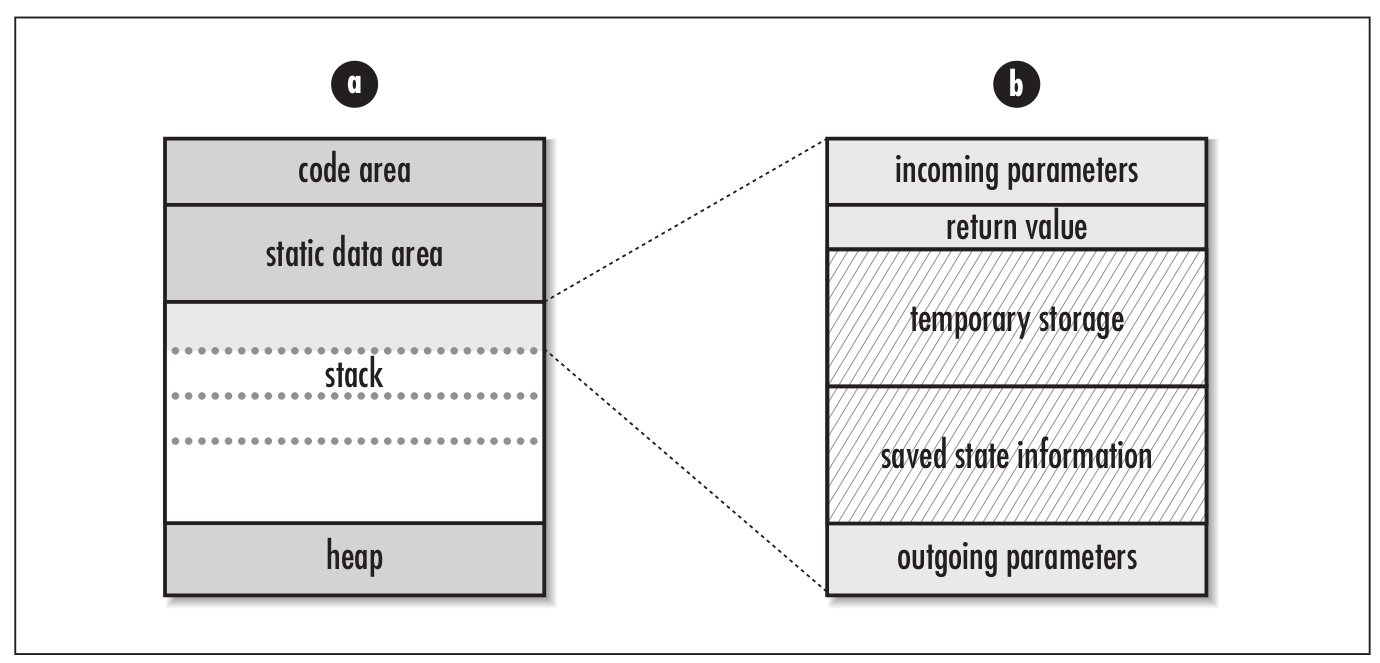 a
code area
static data area
stack
heap
b
incoming parameters
return value
temporary storage
saved state information
outgoing parameters